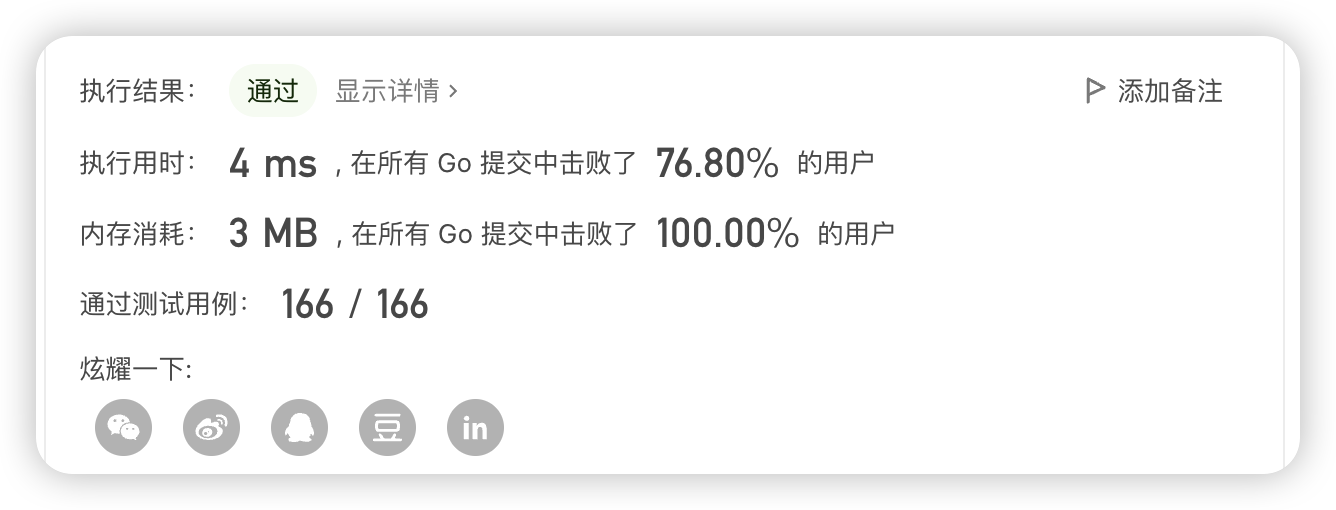 执行结果： 通过 显示详情 › 添加备注
执行用时： 4 ms , 在所有 Go 提交中击败了 76.80% 的用户
内存消耗： 3 MB , 在所有 Go 提交中击败了 100.00% 的用户
通过测试用例： 166 / 166
炫耀一下:
豆 in